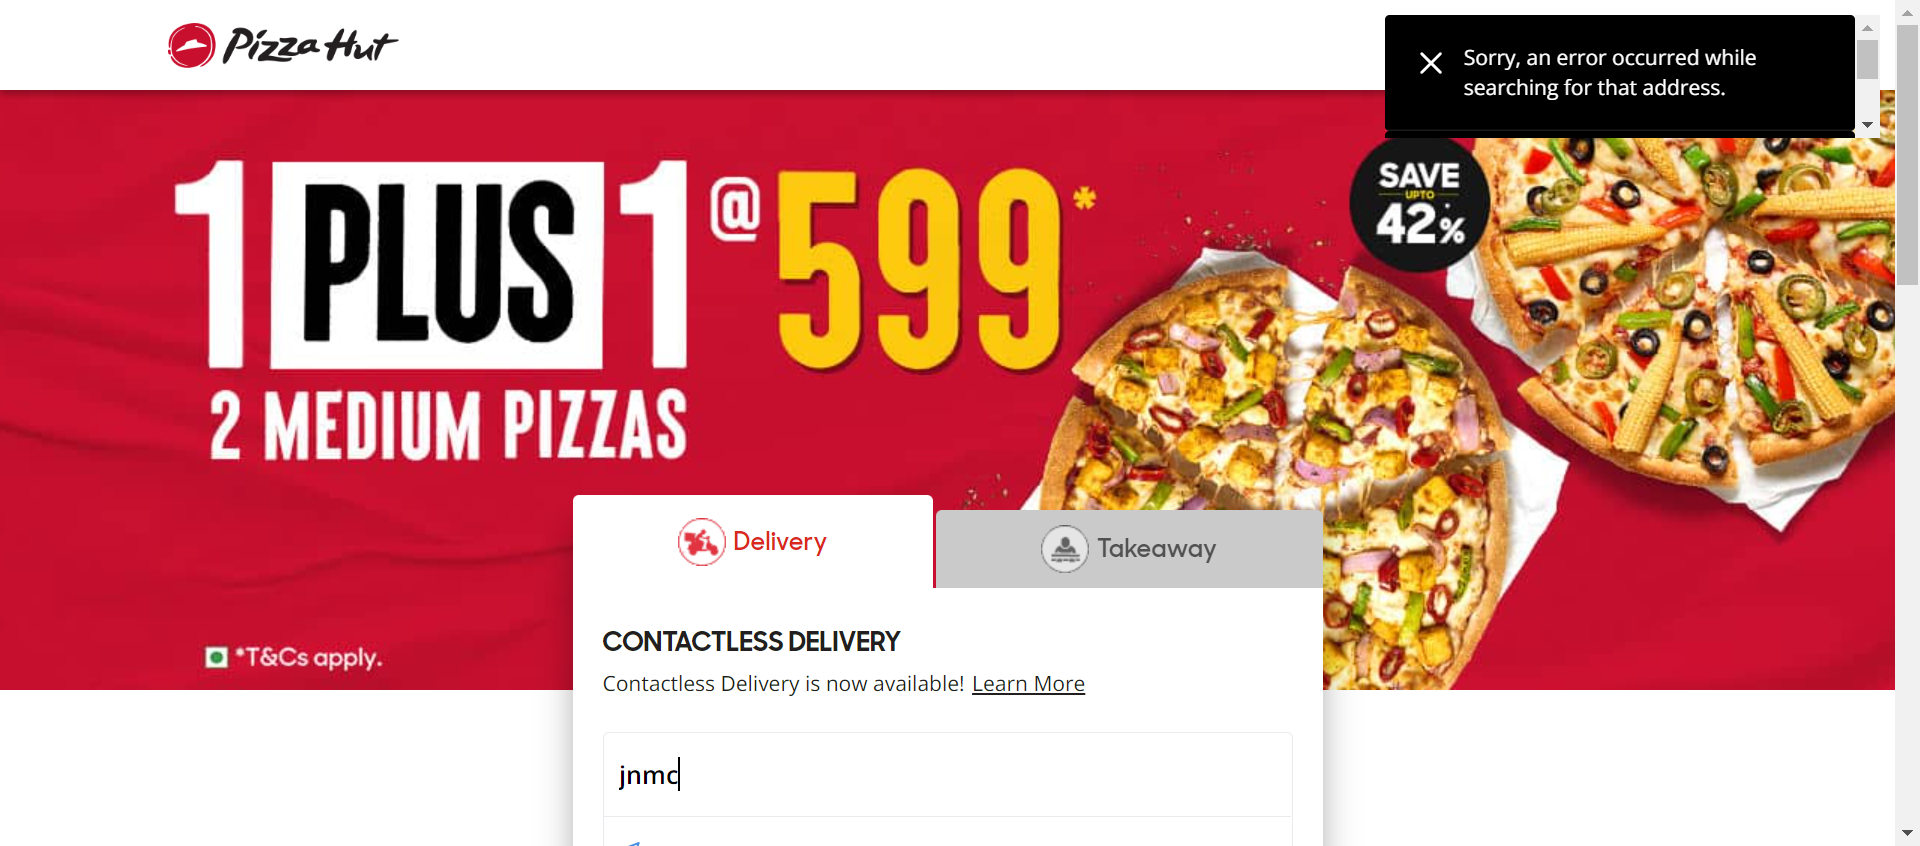 Pizza Hut
Sorry, an error occurred while
searching for that address.
1 PLUS 1 @ 599*
2 MEDIUM PIZZAS
SAVE
UPTO
42%
*T&Cs apply.
Delivery
Takeaway
CONTACTLESS DELIVERY
Contactless Delivery is now available! Learn More
jnmc